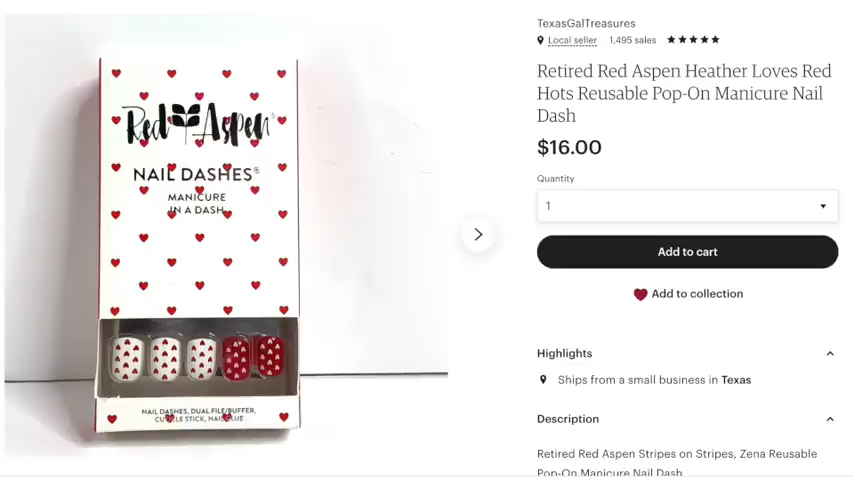 Red Aspen
NAIL DASHES®
MANICURE
IN A DASH
NAIL DASHES, DUAL FILE/BUFFER,
CUTICLE STICK, NAIL GLUE
TexasGalTreasures
Local seller 1,495 sales ★★★★★
Retired Red Aspen Heather Loves Red
Hots Reusable Pop-On Manicure Nail
Dash
$16.00
Quantity
1
Add to cart
Add to collection
Highlights
Ships from a small business in Texas
Description
Retired Red Aspen Stripes on Stripes, Zena Reusable
Pop-On Manicure Nail Dash